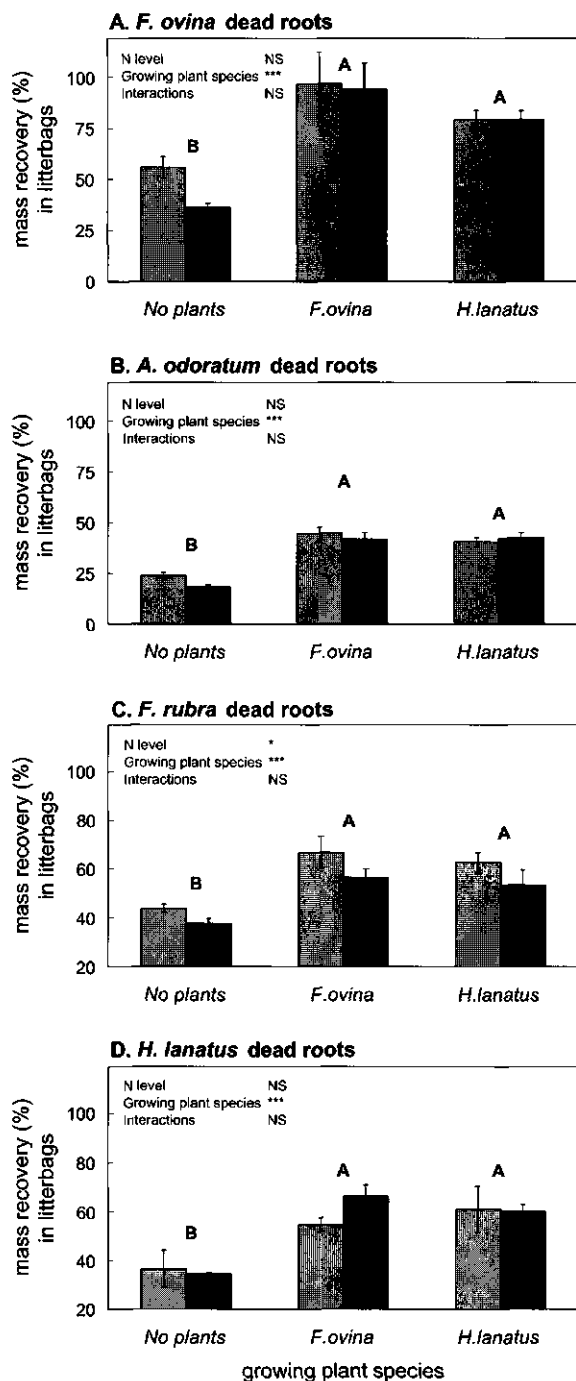 A. F. ovina dead roots
N level NS
Growing plant species ***
Interactions NS
mass recovery (%)
in litterbags
100
75
50
25
0
B
A
A
No plants
F.ovina
H.lanatus
B. A. odoratum dead roots
N level NS
Growing plant species ***
Interactions NS
mass recovery (%)
in litterbags
100
75
50
25
0
B
A
A
No plants
F.ovina
H.lanatus
C. F. rubra dead roots
N level *
Growing plant species ***
Interactions NS
mass recovery (%)
in litterbags
100
80
60
40
20
B
A
A
No plants
F.ovina
H.lanatus
D. H. lanatus dead roots
N level NS
Growing plant species ***
Interactions NS
mass recovery (%)
in litterbags
100
80
60
40
20
B
A
A
No plants
F.ovina
H.lanatus
growing plant species